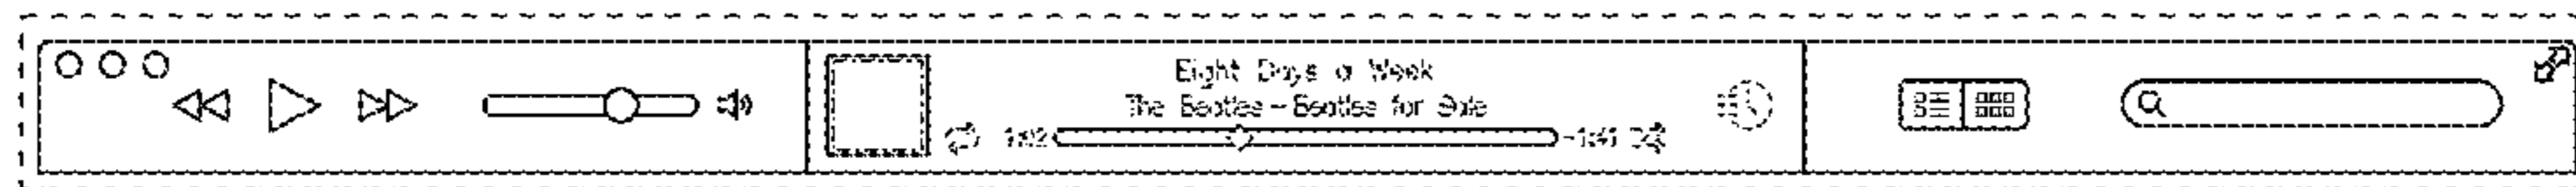 Eight Days a Week
The Beatles – Beatles for Sale
1:02 -1:41